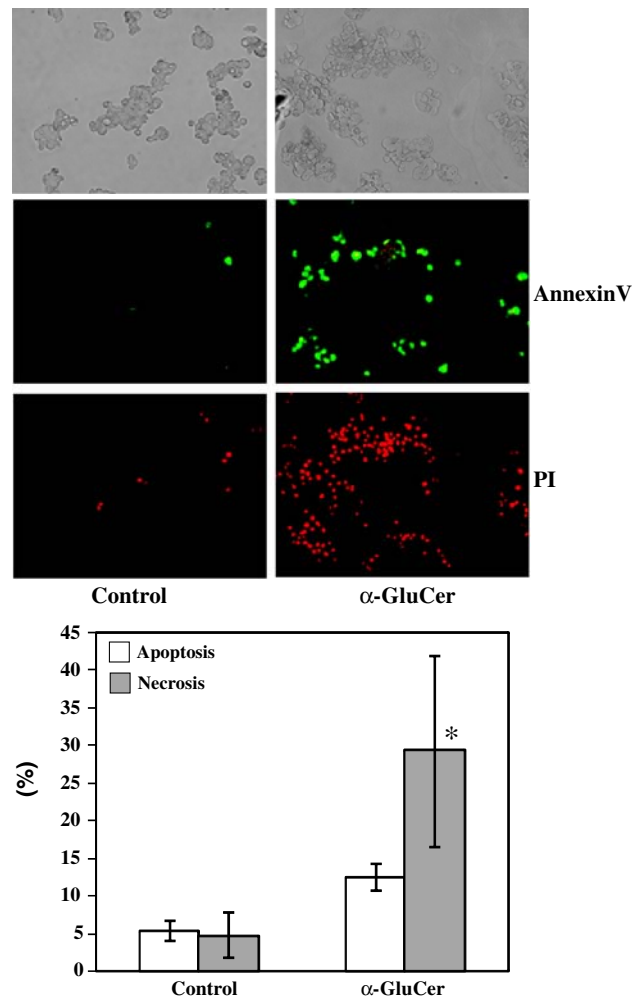 AnnexinV
PI
Control α-GluCer
45
40
35
30
25
20
15
10
5
0
(%)
Apoptosis
Necrosis
*
Control α-GluCer